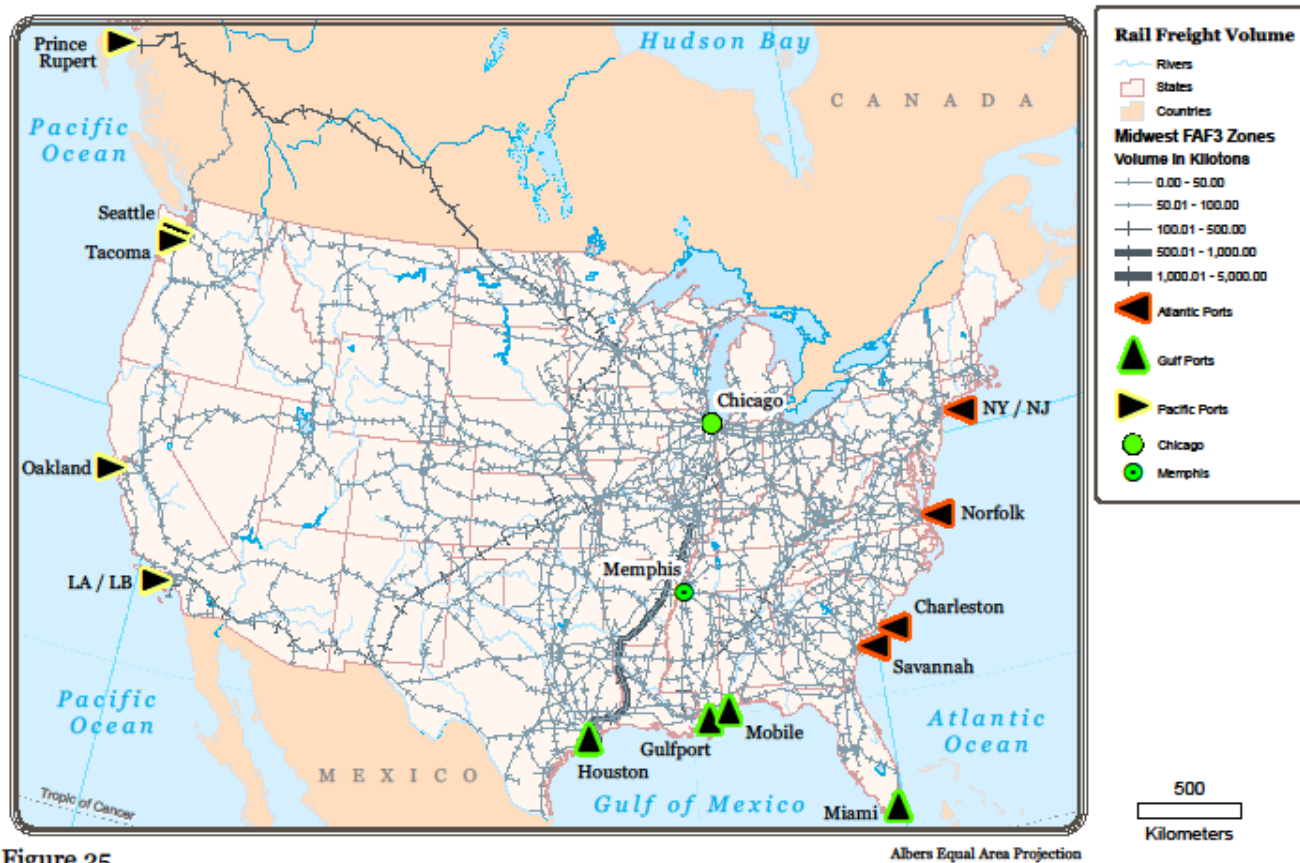 Prince
Rupert
Hudson Bay
CANADA
Pacific
Ocean
Seattle
Tacoma
Chicago
NY / NJ
Oakland
Norfolk
LA / LB
Memphis
Charleston
Savannah
Pacific
Ocean
Atlantic
Ocean
Gulfport
Mobile
Houston
MEXICO
Gulf of Mexico
Miami
Tropic of Cancer
Rail Freight Volume
Rivers
States
Countries
Midwest FAF3 Zones
Volume in Kilotons
0.00 - 50.00
50.01 - 100.00
100.01 - 500.00
500.01 - 1,000.00
1,000.01 - 5,000.00
Atlantic Ports
Gulf Ports
Pacific Ports
Chicago
Memphis
500
Kilometers
Albers Equal Area Projection
Figure 35